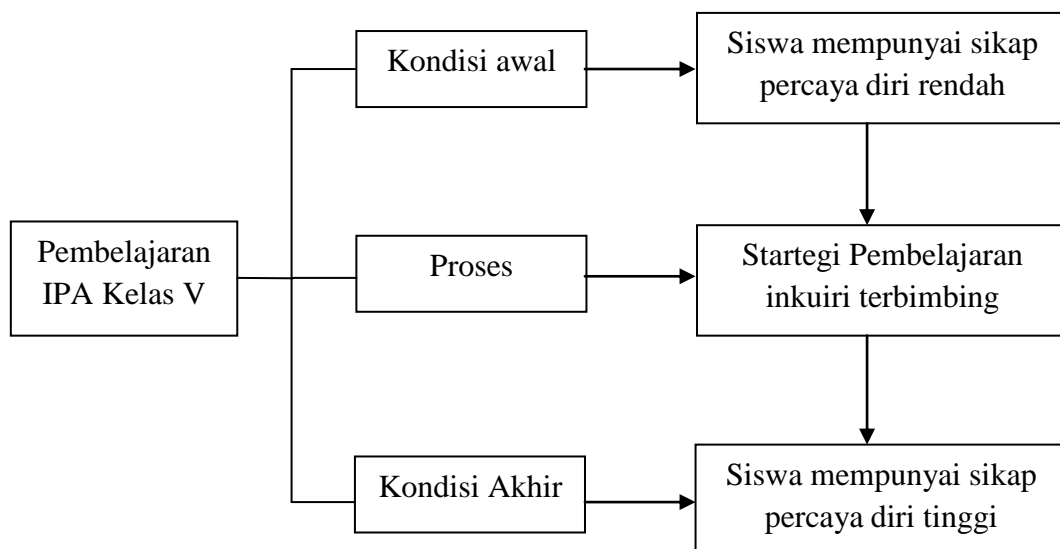 Kondisi awal
Siswa mempunyai sikap
percaya diri rendah
Pembelajaran
IPA Kelas V
Proses
Startegi Pembelajaran
inkuiri terbimbing
Kondisi Akhir
Siswa mempunyai sikap
percaya diri tinggi